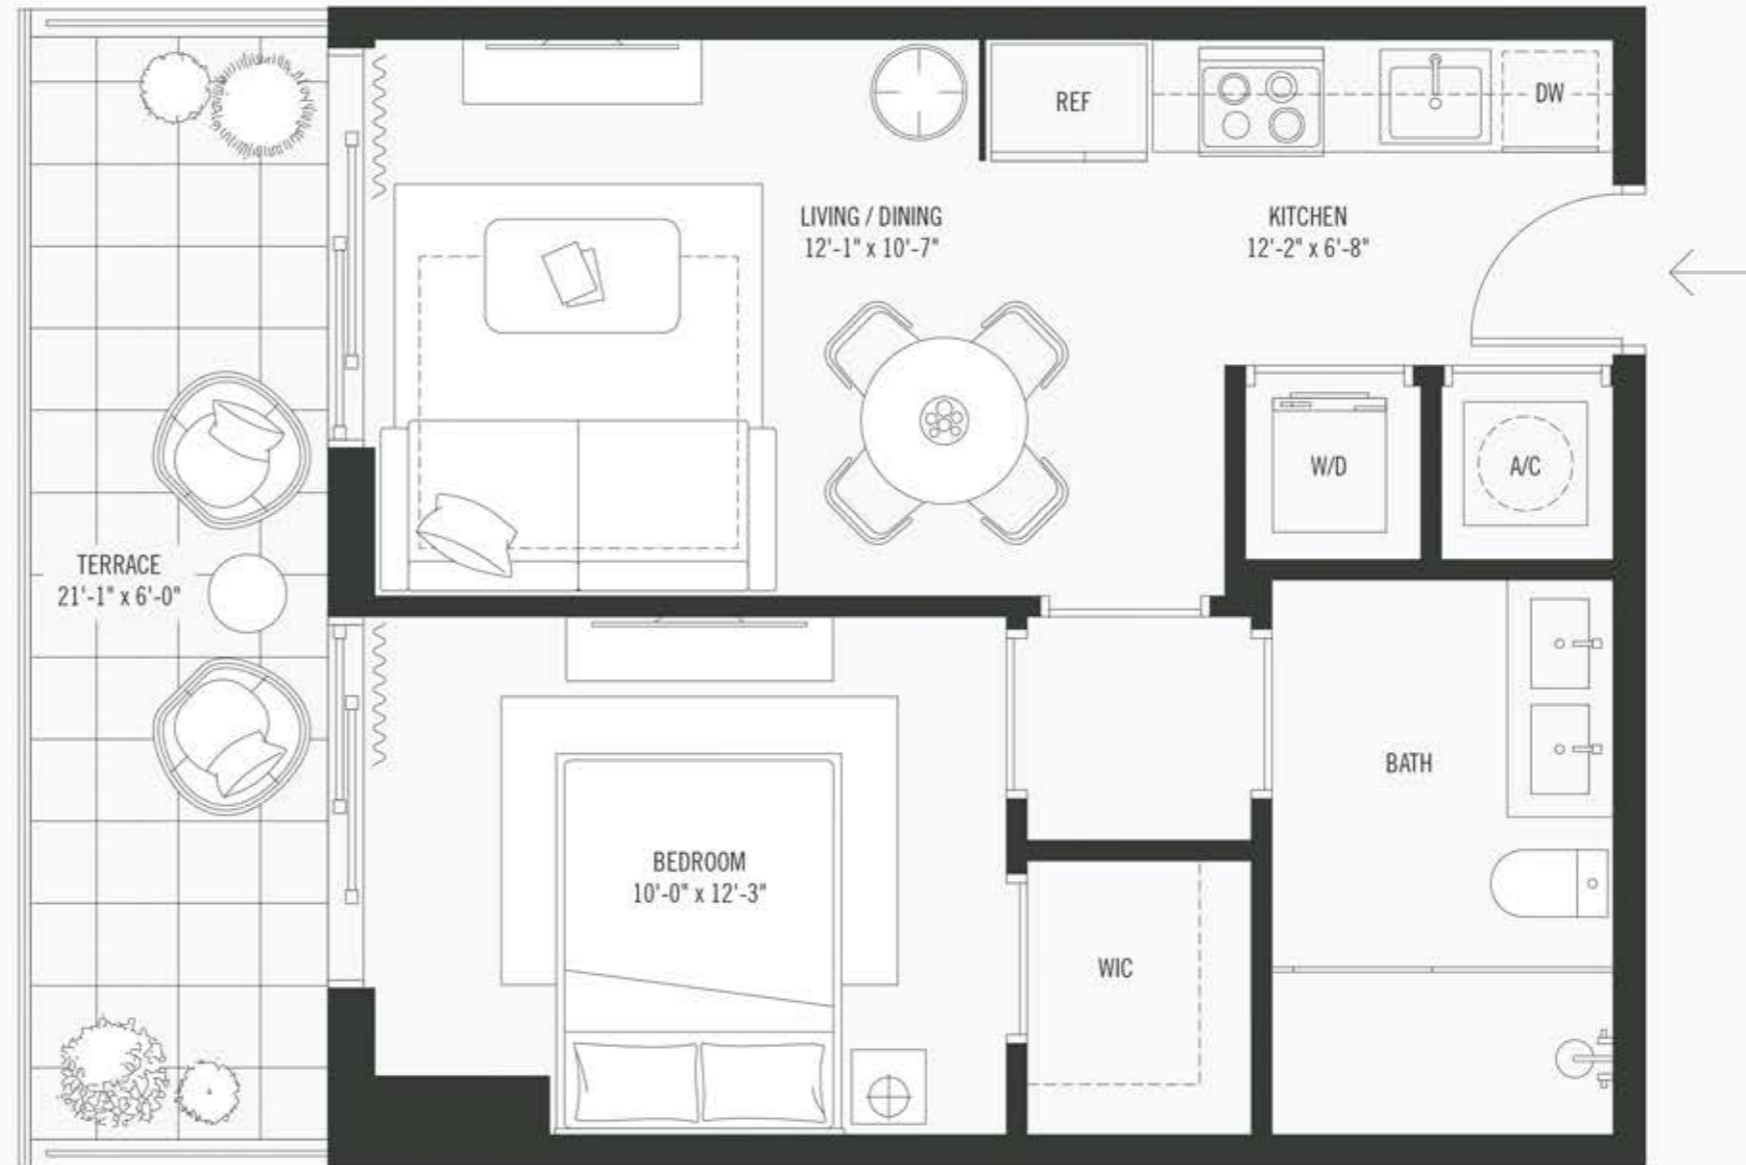 REF
DW
LIVING / DINING
12'-1" x 10'-7"
KITCHEN
12'-2" x 6'-8"
W/D
A/C
TERRACE
21'-1" x 6'-0"
BATH
BEDROOM
10'-0" x 12'-3"
WIC